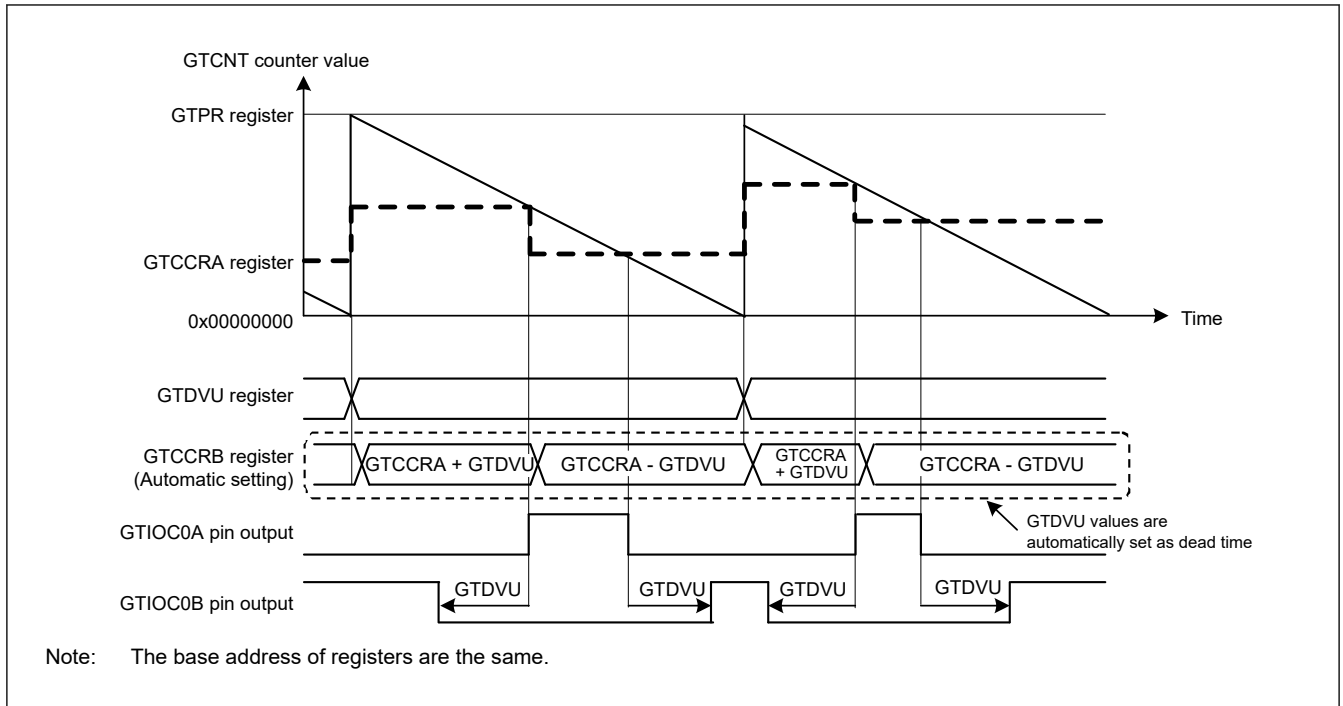 GTCNT counter value
GTPR register
GTCCRA register
0x00000000
Time
GTDVU register
GTCCRB register
(Automatic setting)
GTCCRA + GTDVU
GTCCRA - GTDVU
GTCCRA
+ GTDVU
GTCCRA - GTDVU
GTDVU values are
automatically set as dead time
GTIOC0A pin output
GTIOC0B pin output
GTDVU
GTDVU
GTDVU
GTDVU
Note: The base address of registers are the same.